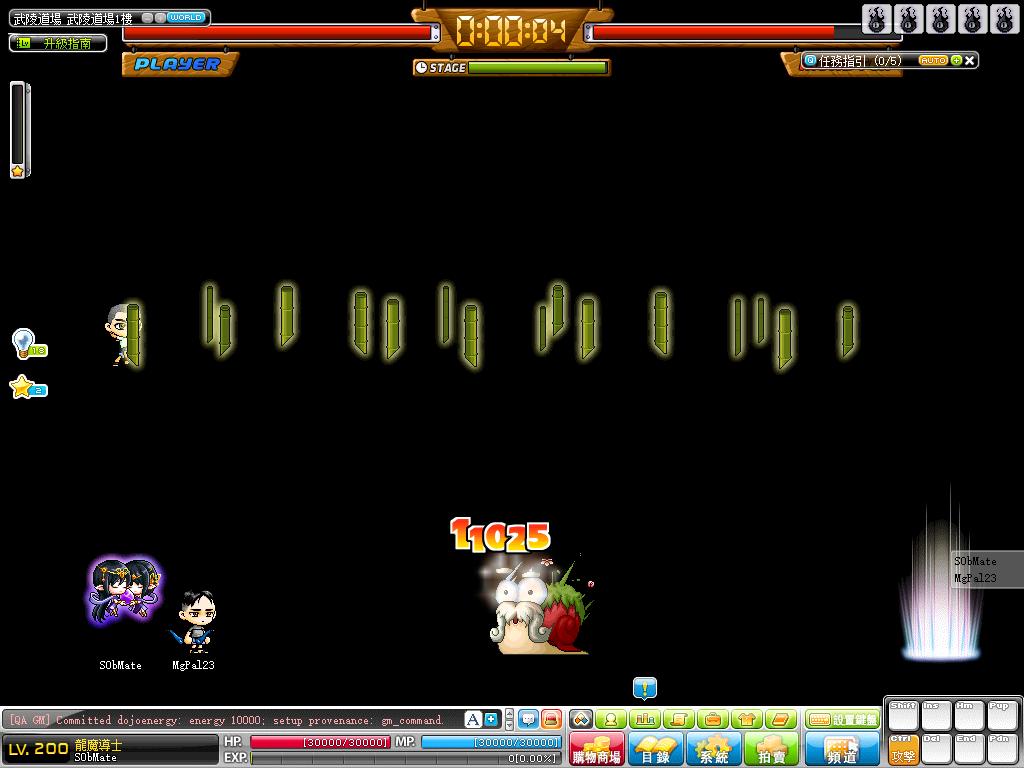 武陵道場 武陵道場1樓 WORLD
Lv 升級指南
0:00:04
PLAYER
STAGE
任務指引 (0/5) AUTO
18
2
11025
SObMate
MgPal23
SObMate
MgPal23
[QA GM] Committed dojoenergy: energy 10000; setup provenance: gm_command.
A
設置鍵盤
LV. 200 龍魔導士
SObMate
HP. [30000/30000] MP. [30000/30000]
EXP. 0[0.00%]
購物商場 目錄 系統 拍賣 頻道
Shift Ins Hm Pup
Ctrl Del End Pdn
攻擊